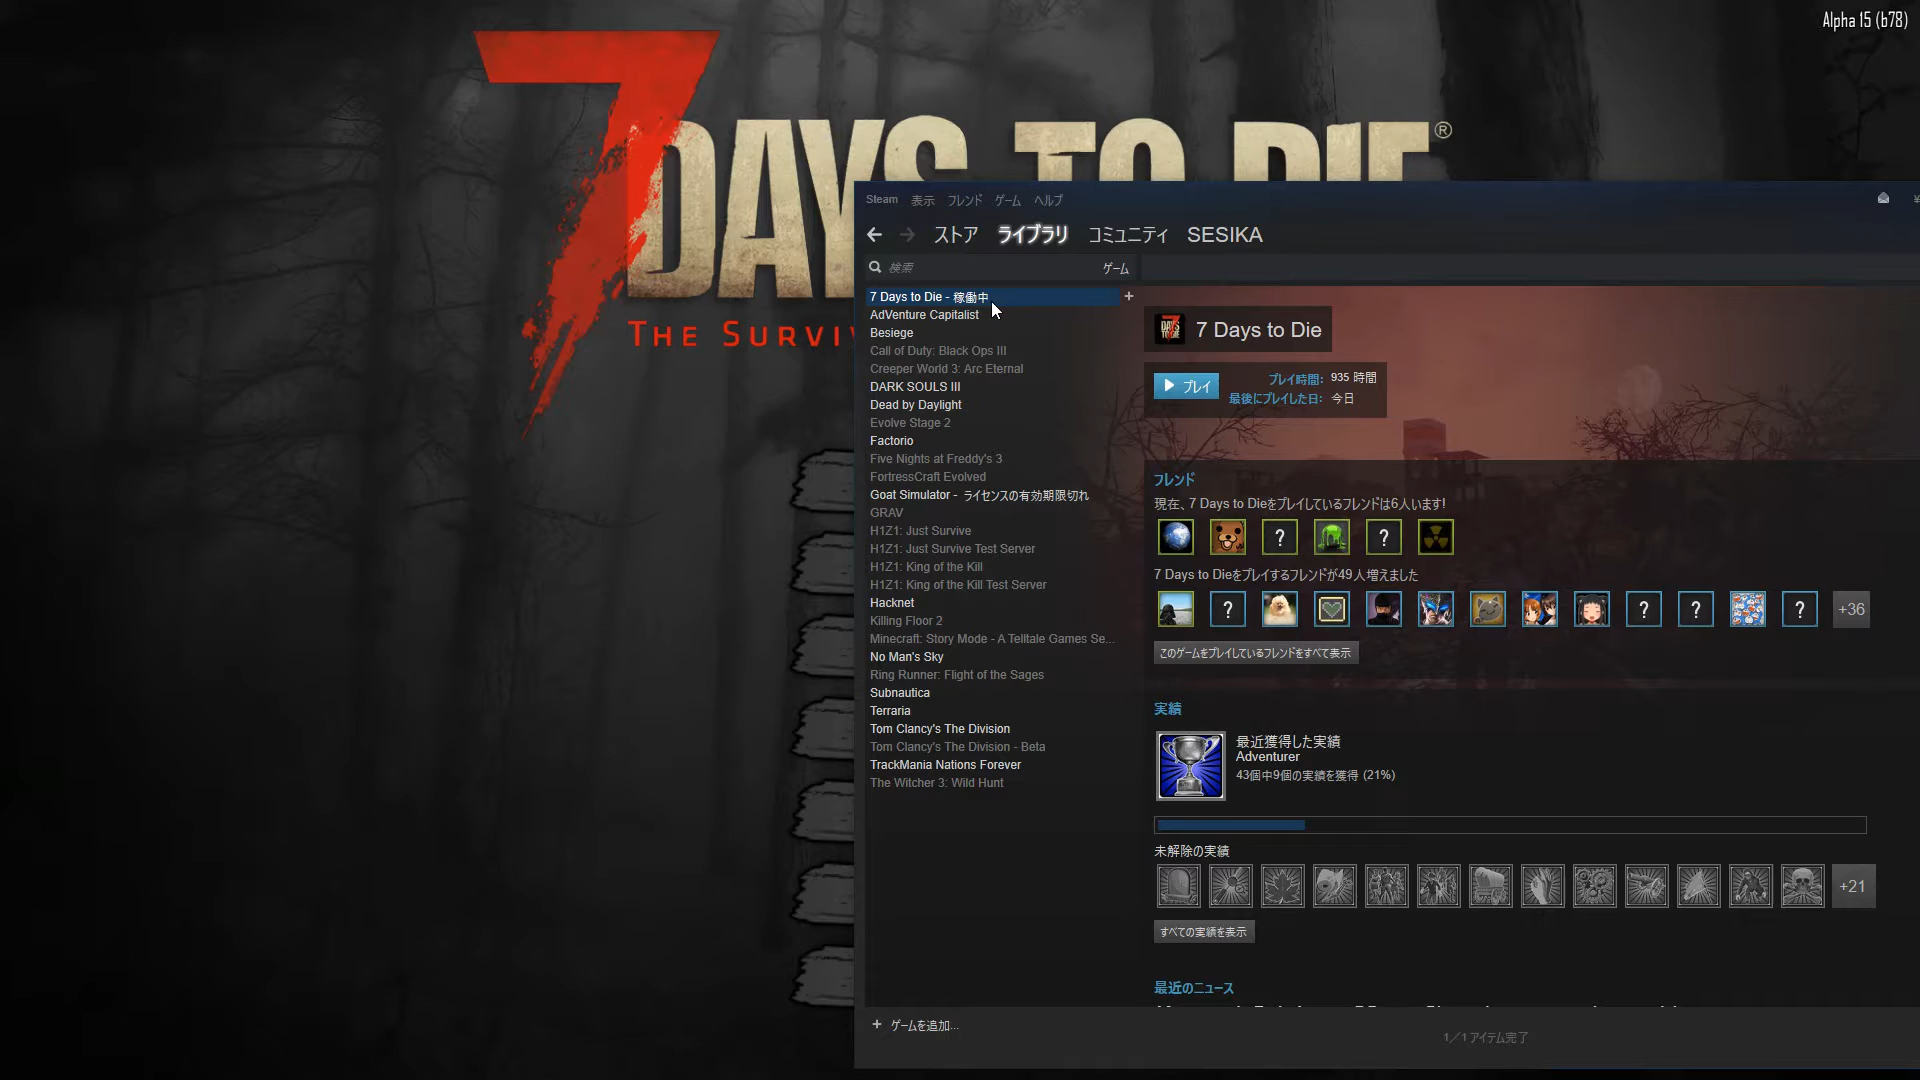 Alpha 15 (b78)
7 DAYS TO DIE®
THE SURVIV
Steam 表示 フレンド ゲーム ヘルプ
ストア ライブラリ コミュニティ SESIKA
検索 ゲーム
7 Days to Die - 稼働中
AdVenture Capitalist
Besiege
Call of Duty: Black Ops III
Creeper World 3: Arc Eternal
DARK SOULS III
Dead by Daylight
Evolve Stage 2
Factorio
Five Nights at Freddy's 3
FortressCraft Evolved
Goat Simulator - ライセンスの有効期限切れ
GRAV
H1Z1: Just Survive
H1Z1: Just Survive Test Server
H1Z1: King of the Kill
H1Z1: King of the Kill Test Server
Hacknet
Killing Floor 2
Minecraft: Story Mode - A Telltale Games Se...
No Man's Sky
Ring Runner: Flight of the Sages
Subnautica
Terraria
Tom Clancy's The Division
Tom Clancy's The Division - Beta
TrackMania Nations Forever
The Witcher 3: Wild Hunt
+ ゲームを追加...
7 Days to Die
プレイ
プレイ時間: 935 時間
最後にプレイした日: 今日
フレンド
現在、7 Days to Dieをプレイしているフレンドは6人います!
7 Days to Dieをプレイするフレンドが49人増えました
+36
このゲームをプレイしているフレンドをすべて表示
実績
最近獲得した実績
Adventurer
43個中9個の実績を獲得 (21%)
未解除の実績
+21
すべての実績を表示
最近のニュース
1／1 アイテム完了